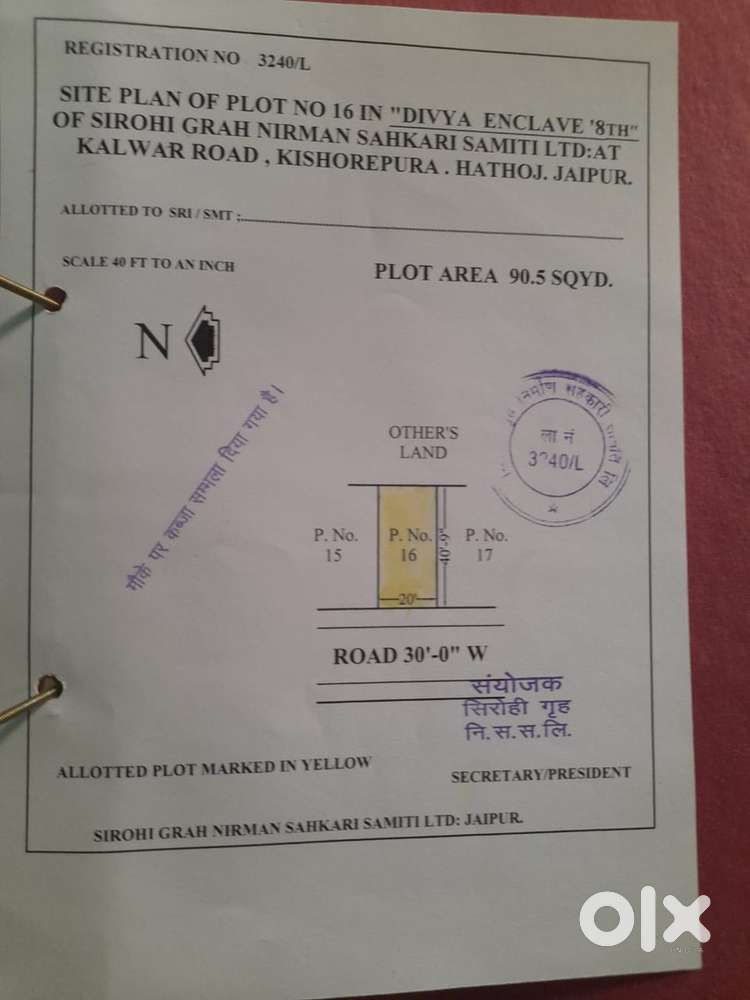 REGISTRATION NO 3240/L
SITE PLAN OF PLOT NO 16 IN "DIVYA ENCLAVE '8TH"
OF SIROHI GRAH NIRMAN SAHKARI SAMITI LTD:AT
KALWAR ROAD , KISHOREPURA . HATHOJ. JAIPUR.
ALLOTTED TO SRI / SMT ;
SCALE 40 FT TO AN INCH
PLOT AREA 90.5 SQYD.
N
मौके पर कब्जा सम्भला दिया गया है।
निर्माण सहकारी समिति लि
ला नं
3240/L
OTHER'S
LAND
P. No.
15
P. No.
16
P. No.
17
20'
ROAD 30'-0" W
संयोजक
सिरोही गृह
नि.स.स.लि.
ALLOTTED PLOT MARKED IN YELLOW
SECRETARY/PRESIDENT
SIROHI GRAH NIRMAN SAHKARI SAMITI LTD: JAIPUR.
olx